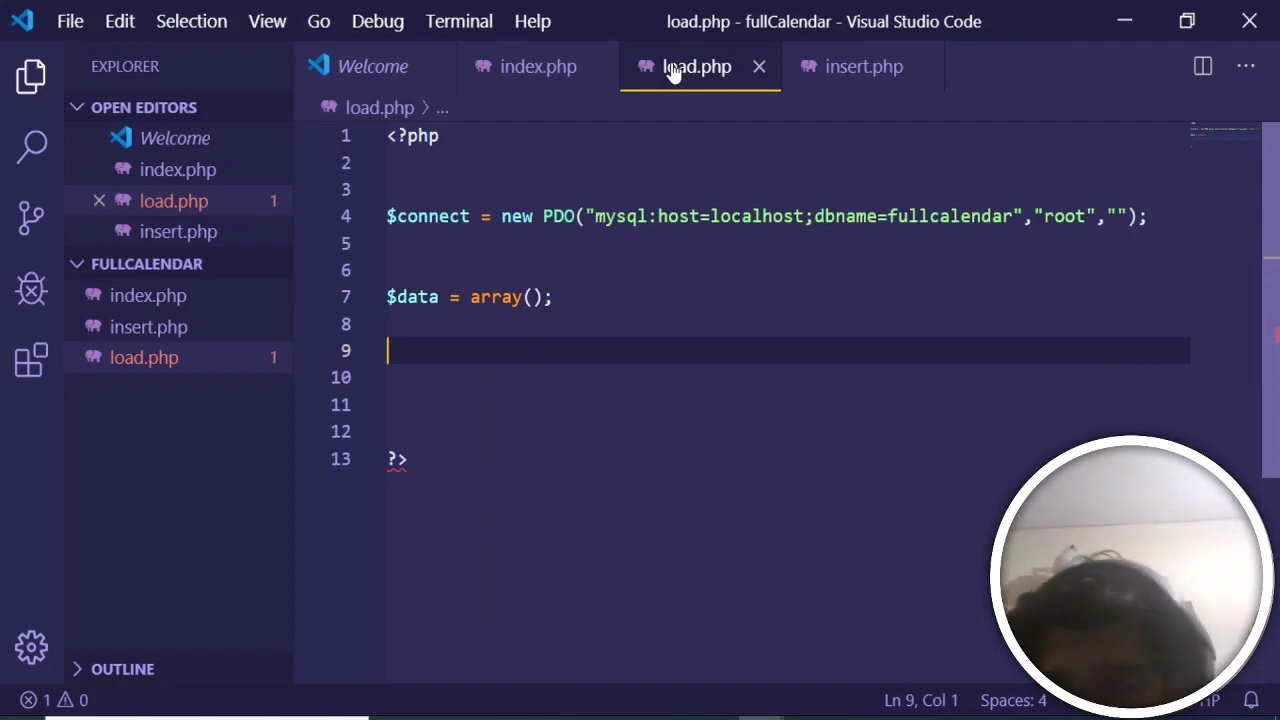 File Edit Selection View Go Debug Terminal Help load.php - fullCalendar - Visual Studio Code
EXPLORER
Welcome index.php load.php insert.php
OPEN EDITORS
Welcome
index.php
load.php 1
insert.php
FULLCALENDAR
index.php
insert.php
load.php 1
OUTLINE
load.php > ...
1 <?php
2
3
4 $connect = new PDO("mysql:host=localhost;dbname=fullcalendar","root","");
5
6
7 $data = array();
8
9
10
11
12
13 ?>
1 0 Ln 9, Col 1 Spaces: 4 HP